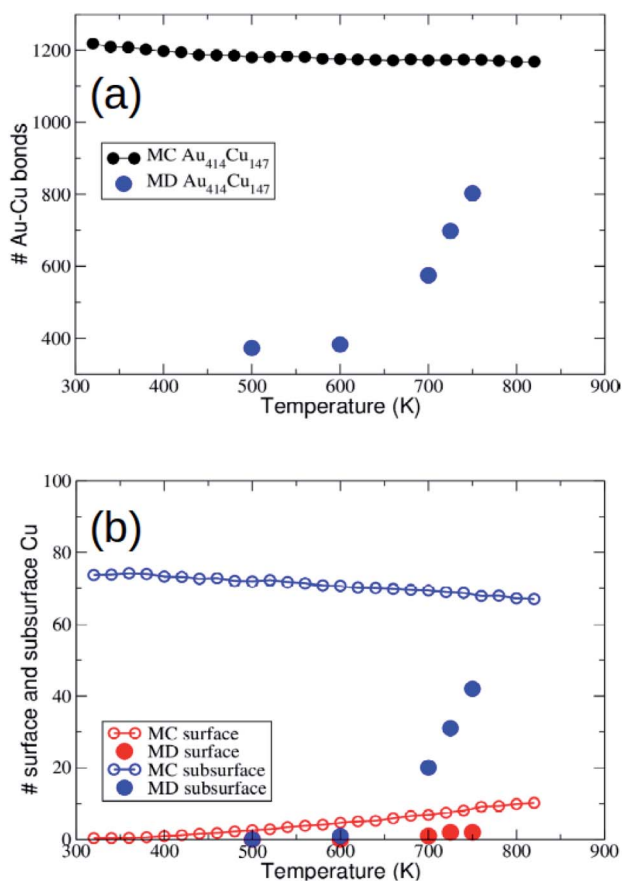 1200
1000
800
600
400
# Au-Cu bonds
(a)
MC Au₄₁₄Cu₁₄₇
MD Au₄₁₄Cu₁₄₇
300 400 500 600 700 800 900
Temperature (K)
100
80
60
40
20
0
# surface and subsurface Cu
(b)
MC surface
MD surface
MC subsurface
MD subsurface
300 400 500 600 700 800 900
Temperature (K)